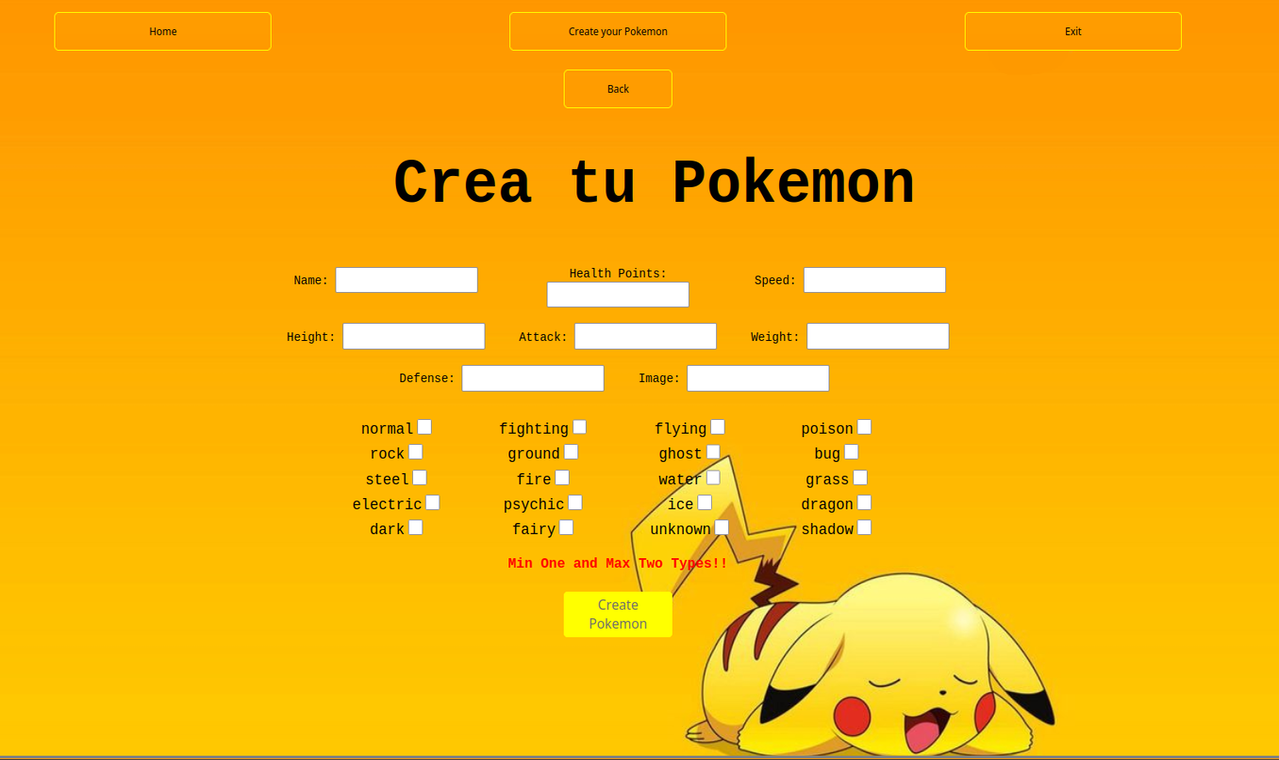 Home Create your Pokemon Exit
Back
Crea tu Pokemon
Name: Health Points: Speed:
Height: Attack: Weight:
Defense: Image:
normal fighting flying poison
rock ground ghost bug
steel fire water grass
electric psychic ice dragon
dark fairy unknown shadow
Min One and Max Two Types!!
Create
Pokemon